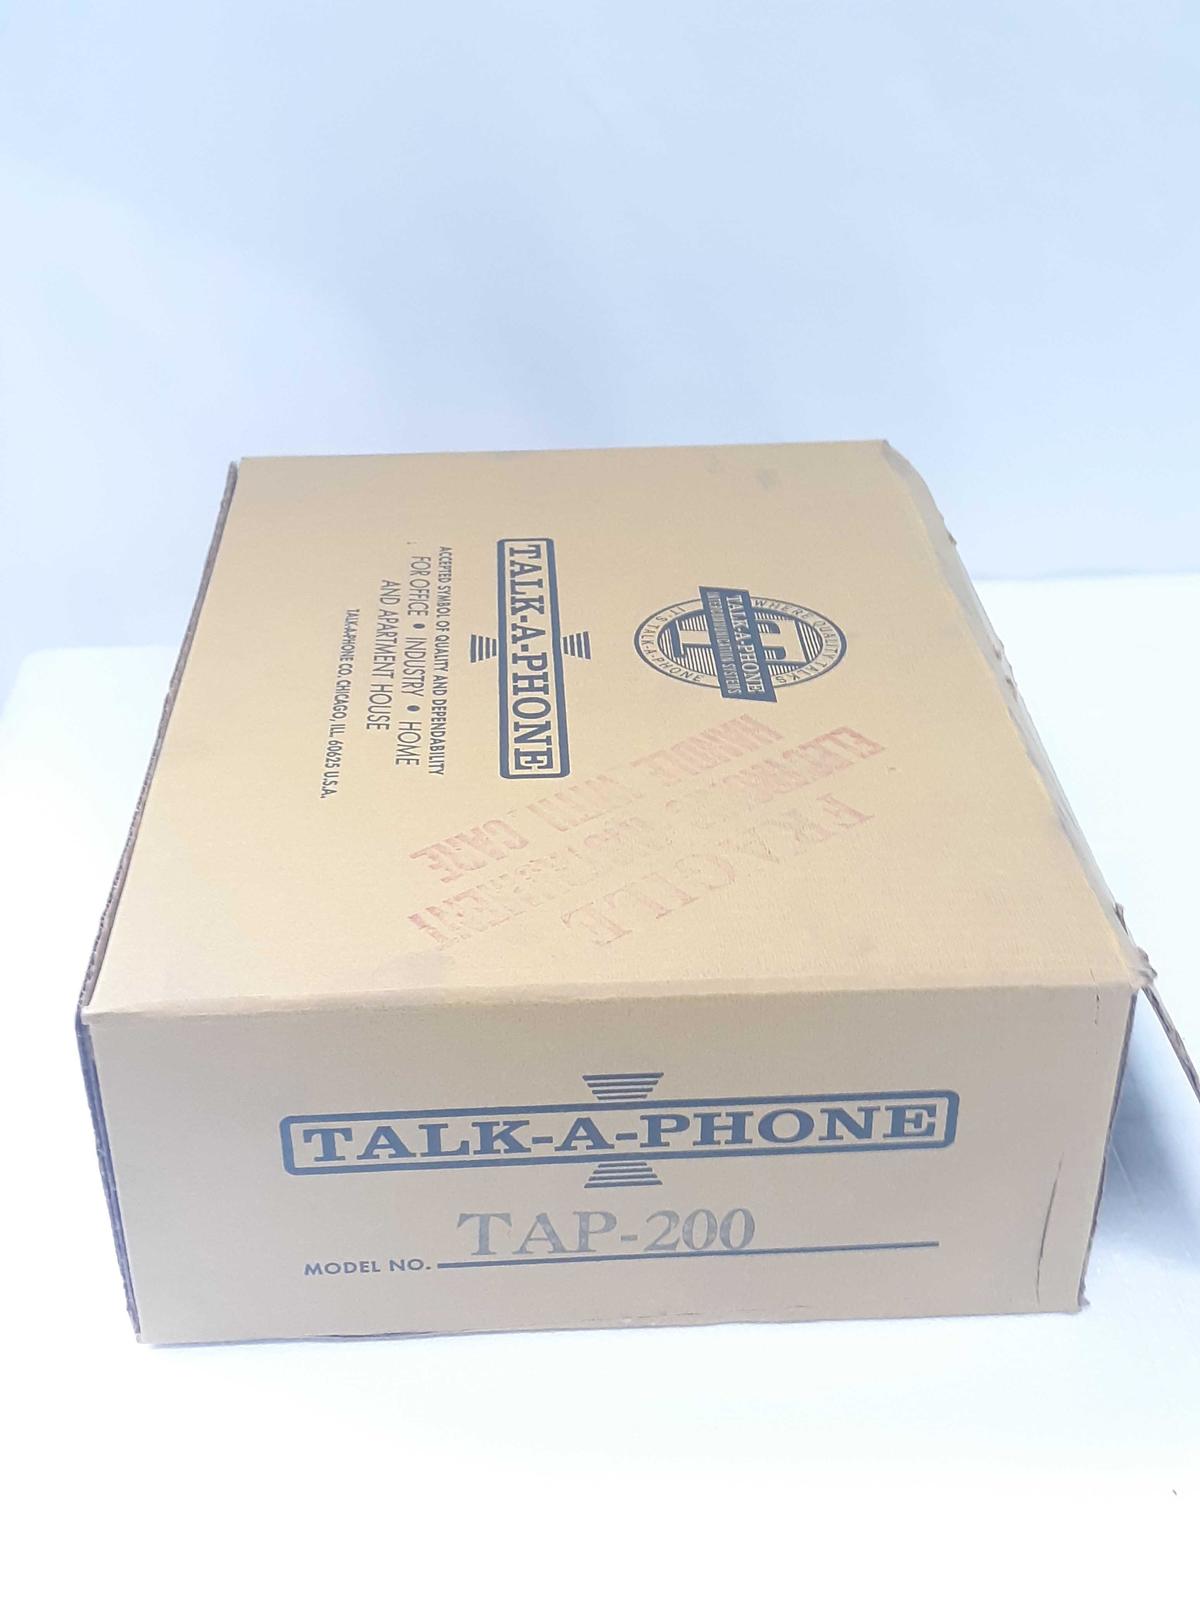 WHERE QUALITY TALKS
TALK-A-PHONE
INTERCOMMUNICATION SYSTEMS
IT'S TALK-A-PHONE
TALK-A-PHONE
ACCEPTED SYMBOL OF QUALITY AND DEPENDABILITY
FOR OFFICE • INDUSTRY • HOME
AND APARTMENT HOUSE
TALK-A-PHONE CO. CHICAGO, ILL. 60625 U.S.A.
FRAGILE
ELECTRONIC INSTRUMENT
HANDLE WITH CARE
TALK-A-PHONE
MODEL NO. TAP-200